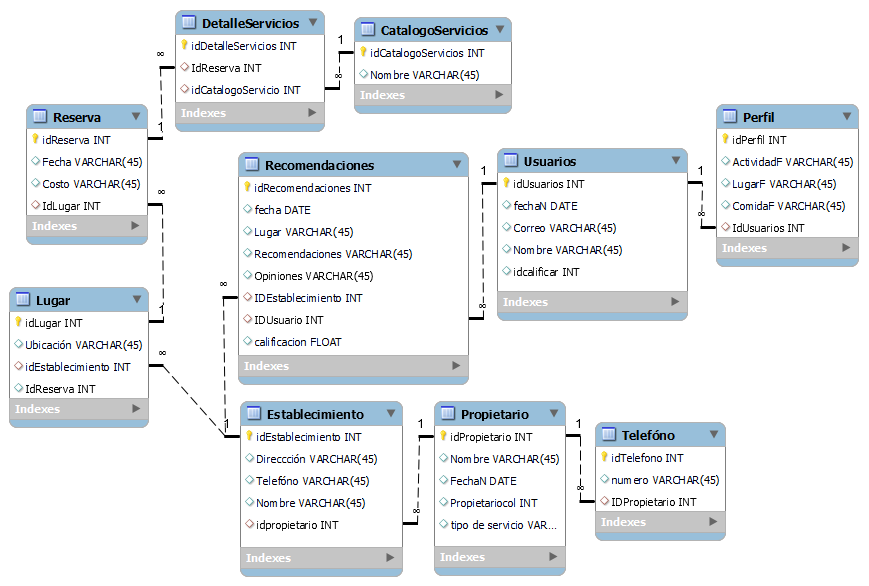 DetalleServicios
idDetalleServicios INT
IdReserva INT
idCatalogoServicio INT
Indexes
CatalogoServicios
idCatalogoServicios INT
Nombre VARCHAR(45)
Indexes
1
∞
∞
1
Reserva
idReserva INT
Fecha VARCHAR(45)
Costo VARCHAR(45)
IdLugar INT
Indexes
∞
1
Recomendaciones
idRecomendaciones INT
fecha DATE
Lugar VARCHAR(45)
Recomendaciones VARCHAR(45)
Opiniones VARCHAR(45)
IDEstablecimiento INT
IDUsuario INT
calificacion FLOAT
Indexes
1
∞
Usuarios
idUsuarios INT
fechaN DATE
Correo VARCHAR(45)
Nombre VARCHAR(45)
idcalificar INT
Indexes
1
∞
Perfil
idPerfil INT
ActividadF VARCHAR(45)
LugarF VARCHAR(45)
ComidaF VARCHAR(45)
IdUsuarios INT
Indexes
Lugar
idLugar INT
Ubicación VARCHAR(45)
idEstablecimiento INT
IdReserva INT
Indexes
∞
∞
1
Establecimiento
idEstablecimiento INT
Direccción VARCHAR(45)
Telefóno VARCHAR(45)
Nombre VARCHAR(45)
idpropietario INT
Indexes
1
∞
Propietario
idPropietario INT
Nombre VARCHAR(45)
FechaN DATE
Propietariocol INT
tipo de servicio VAR...
Indexes
1
∞
Telefóno
idTelefono INT
numero VARCHAR(45)
IDPropietario INT
Indexes